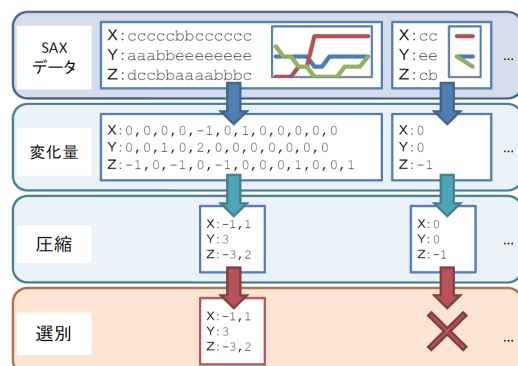 SAX
データ
X:cccccbbcccccc
Y:aaabbeeeeeeee
Z:dccbbaaaabbbc
X:cc
Y:ee
Z:cb
…
変化量
X:0,0,0,0,-1,0,1,0,0,0,0,0
Y:0,0,1,0,2,0,0,0,0,0,0,0
Z:-1,0,-1,0,-1,0,0,0,1,0,0,1
X:0
Y:0
Z:-1
…
圧縮
X:-1,1
Y:3
Z:-3,2
X:0
Y:0
Z:-1
…
選別
X:-1,1
Y:3
Z:-3,2
…